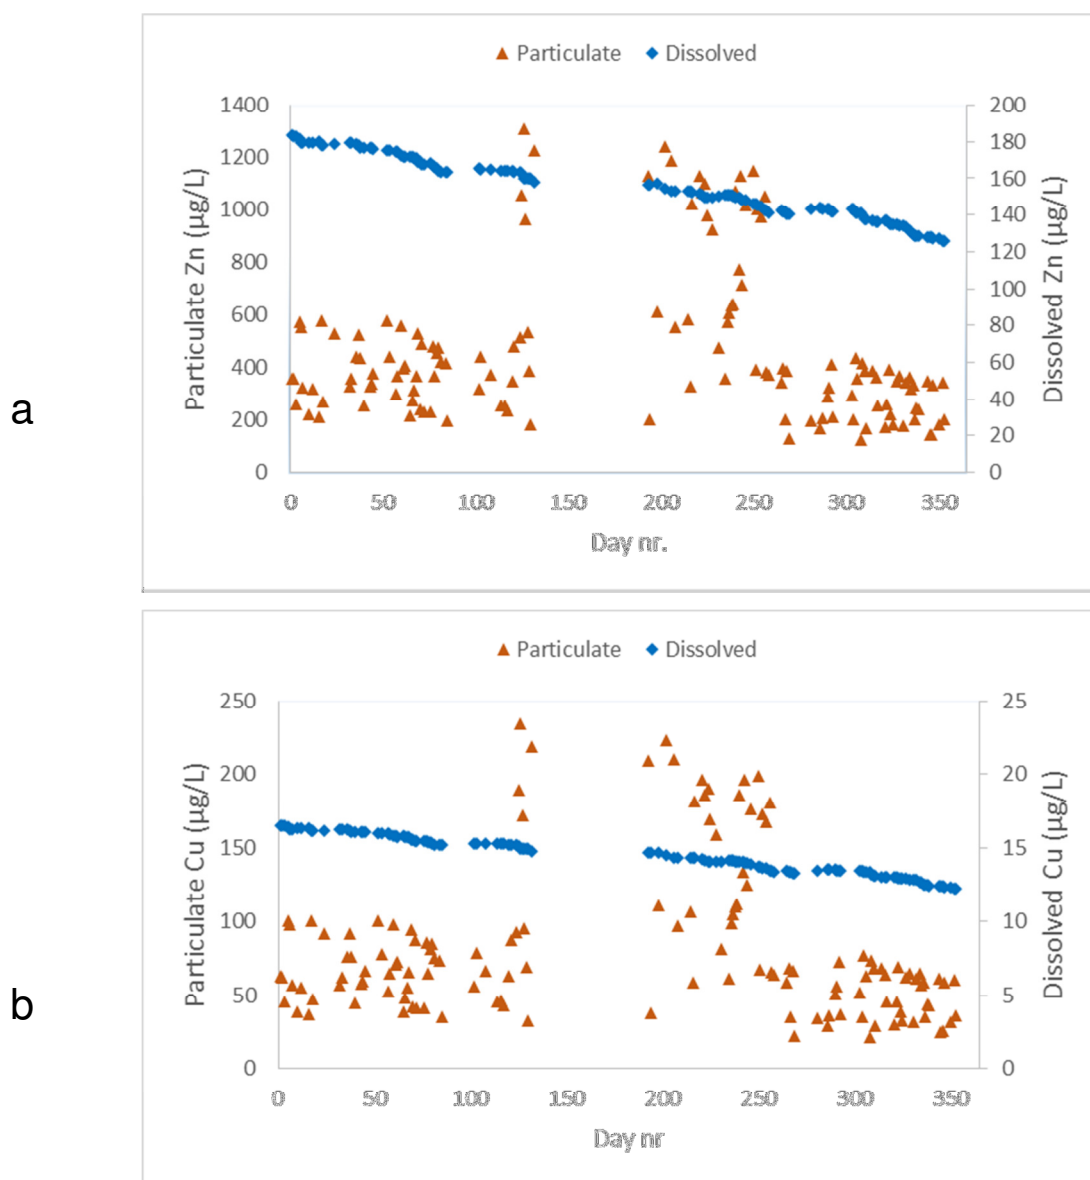 a
Particulate Dissolved
Particulate Zn (µg/L)
1400
1200
1000
800
600
400
200
0
200
180
160
140
120
100
80
60
40
20
0
Dissolved Zn (µg/L)
0 50 100 150 200 250 300 350
Day nr.
b
Particulate Dissolved
Particulate Cu (µg/L)
250
200
150
100
50
0
25
20
15
10
5
0
Dissolved Cu (µg/L)
0 50 100 150 200 250 300 350
Day nr